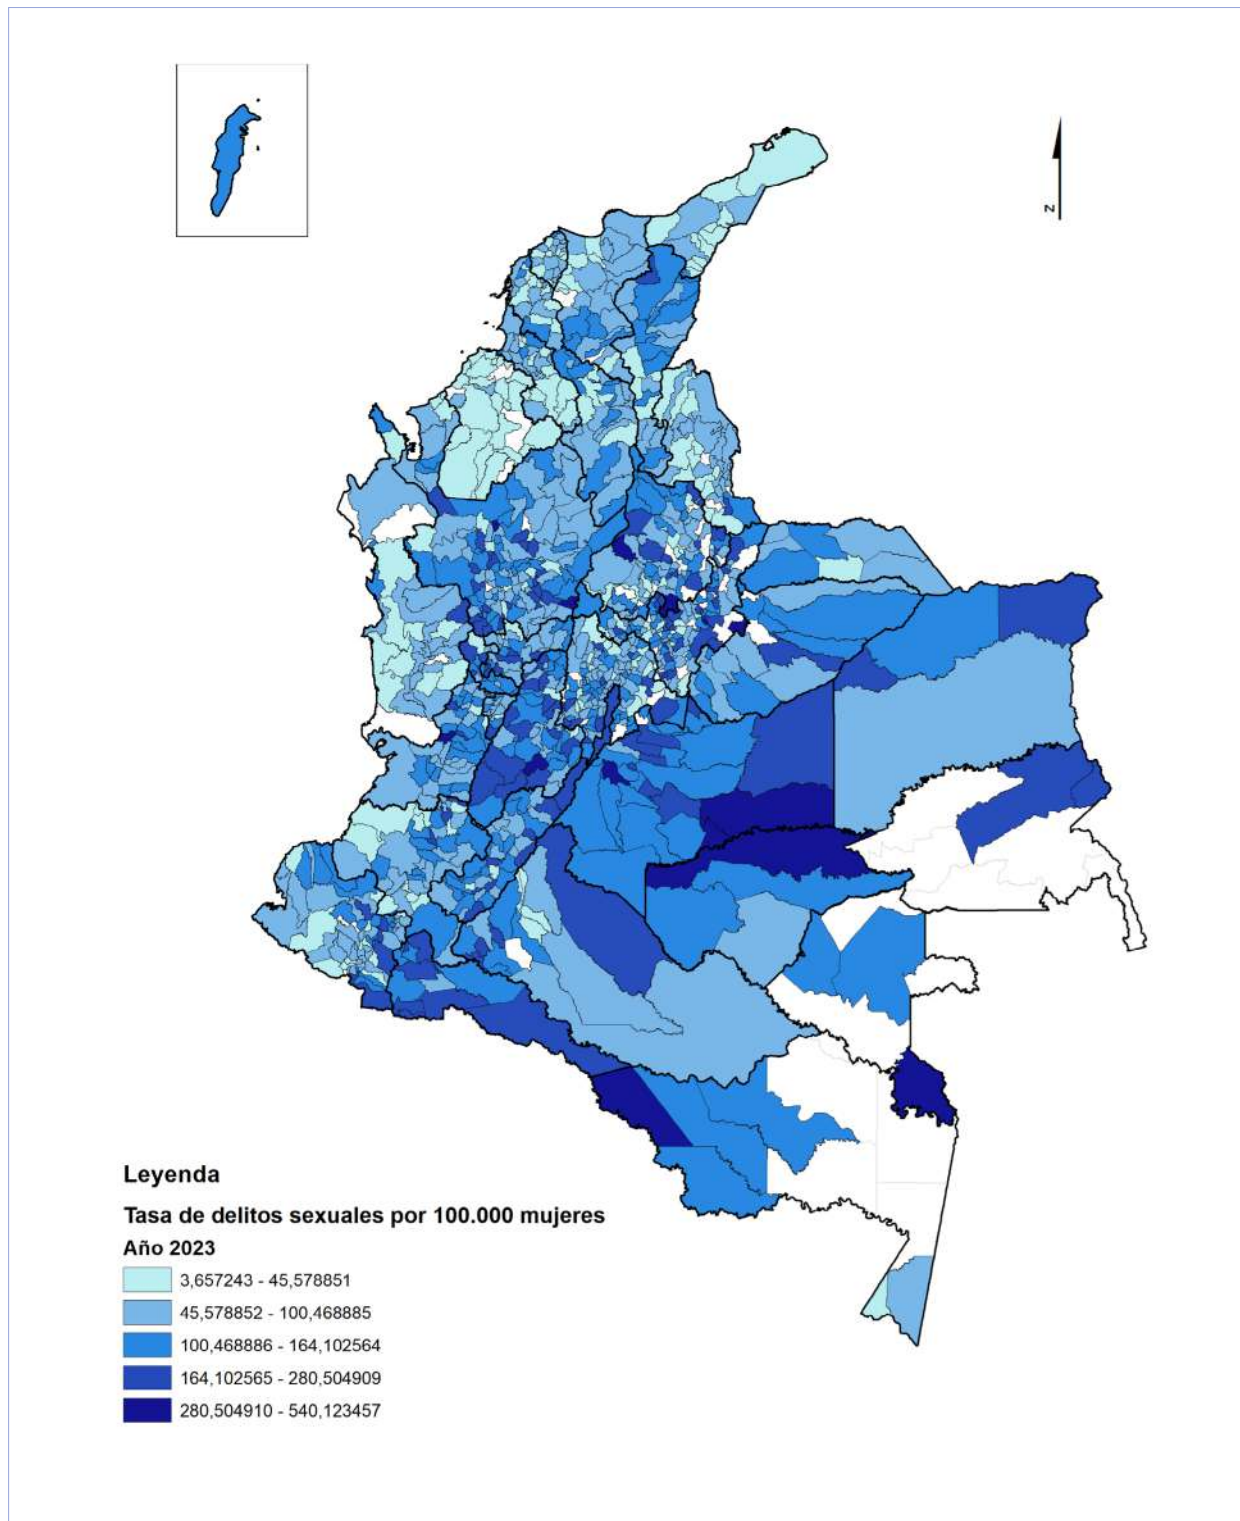 N
Leyenda
Tasa de delitos sexuales por 100.000 mujeres
Año 2023
3,657243 - 45,578851
45,578852 - 100,468885
100,468886 - 164,102564
164,102565 - 280,504909
280,504910 - 540,123457